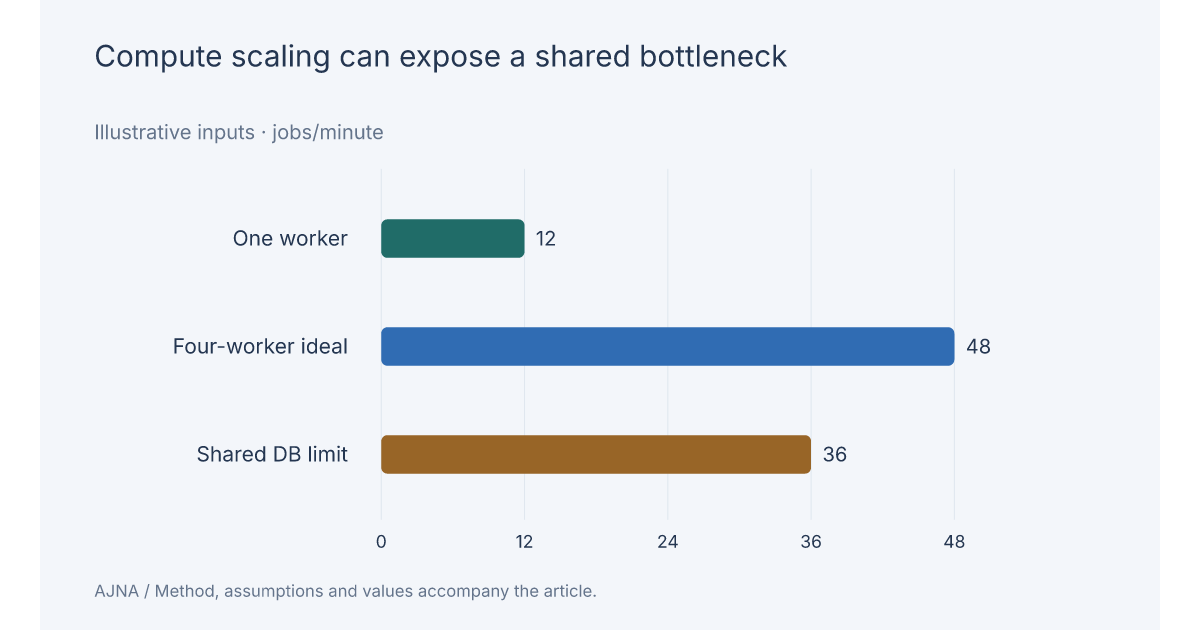 Compute scaling can expose a shared bottleneck
Illustrative inputs · jobs/minute
One worker 12
Four-worker ideal 48
Shared DB limit 36
0 12 24 36 48
AJNA / Method, assumptions and values accompany the article.